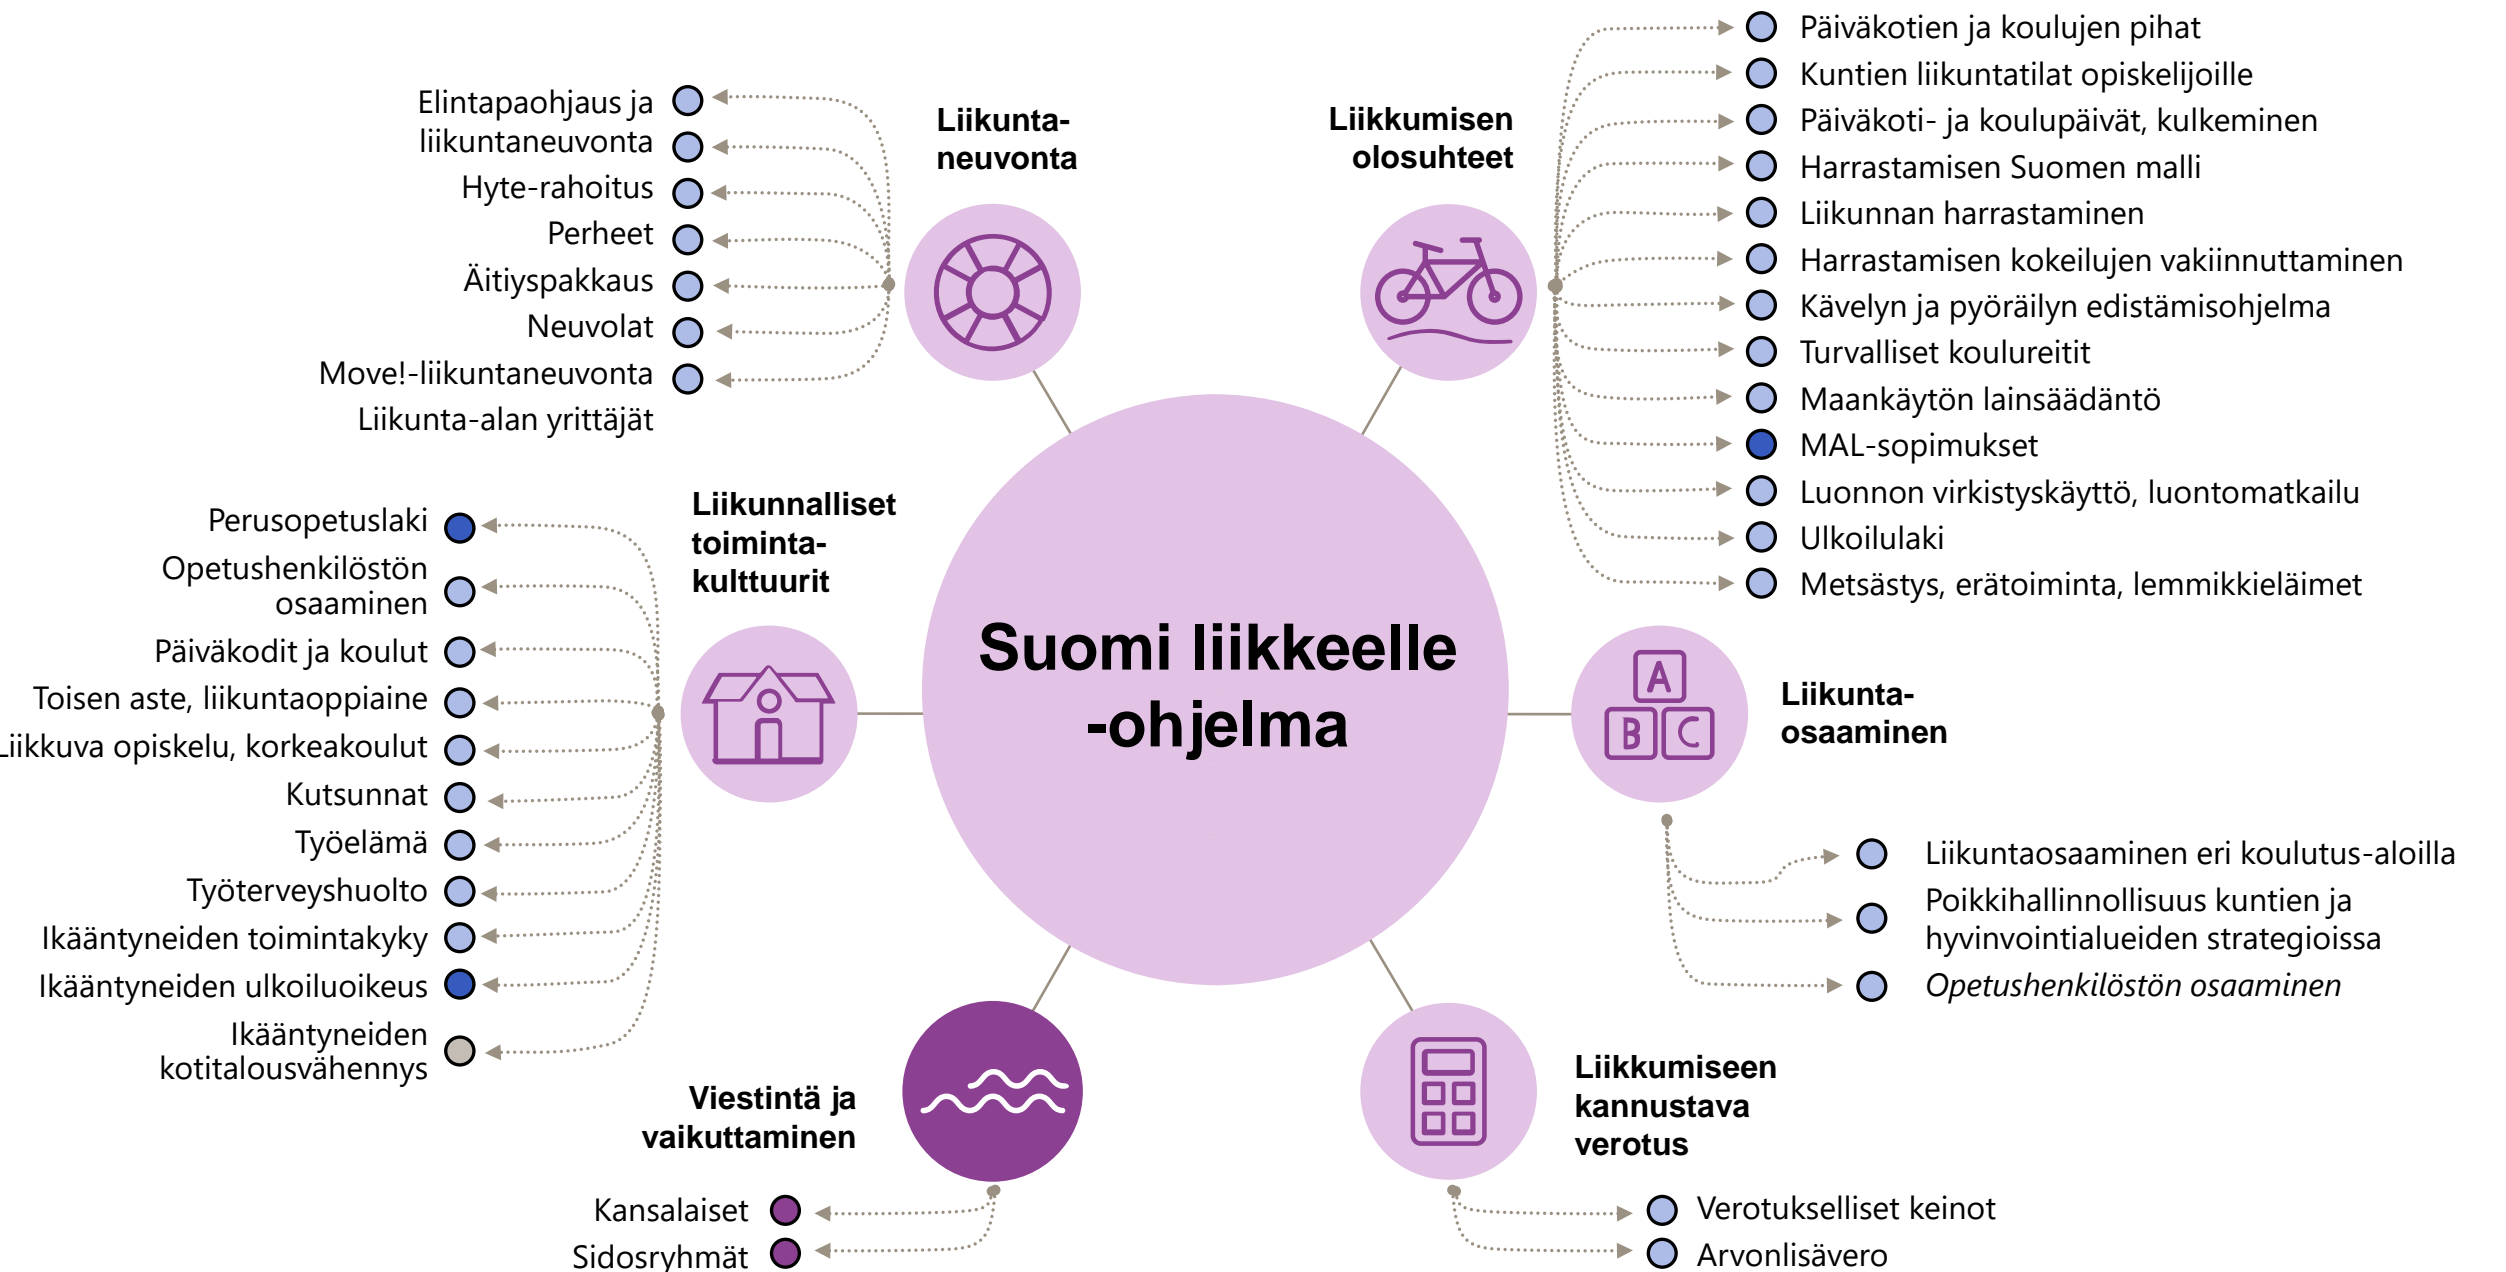 Elintapaohjaus ja
liikuntaneuvonta
Hyte-rahoitus
Perheet
Äitiyspakkaus
Neuvolat
Move!-liikuntaneuvonta
Liikunta-alan yrittäjät
Liikunta-
neuvonta
Liikkumisen
olosuhteet
Päiväkotien ja koulujen pihat
Kuntien liikuntatilat opiskelijoille
Päiväkoti- ja koulupäivät, kulkeminen
Harrastamisen Suomen malli
Liikunnan harrastaminen
Harrastamisen kokeilujen vakiinnuttaminen
Kävelyn ja pyöräilyn edistämisohjelma
Turvalliset koulureitit
Maankäytön lainsäädäntö
MAL-sopimukset
Luonnon virkistyskäyttö, luontomatkailu
Ulkoilulaki
Metsästys, erätoiminta, lemmikkieläimet
Liikunnalliset
toiminta-
kulttuurit
Perusopetuslaki
Opetushenkilöstön
osaaminen
Päiväkodit ja koulut
Toisen aste, liikuntaoppiaine
Liikkuva opiskelu, korkeakoulut
Kutsunnat
Työelämä
Työterveyshuolto
Ikääntyneiden toimintakyky
Ikääntyneiden ulkoiluoikeus
Ikääntyneiden
kotitalousvähennys
Suomi liikkeelle
-ohjelma
A
B C
Liikunta-
osaaminen
Liikuntaosaaminen eri koulutus-aloilla
Poikkihallinnollisuus kuntien ja
hyvinvointialueiden strategioissa
Opetushenkilöstön osaaminen
Viestintä ja
vaikuttaminen
Kansalaiset
Sidosryhmät
Liikkumiseen
kannustava
verotus
Verotukselliset keinot
Arvonlisävero